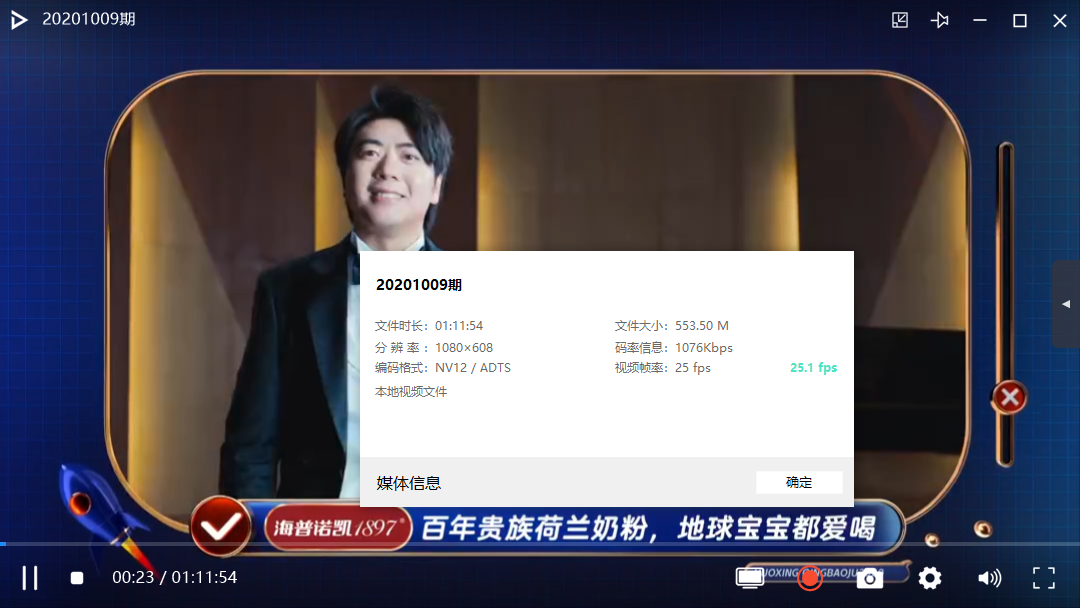 20201009期
20201009期
文件时长：01:11:54
文件大小：553.50 M
分 辨 率：1080×608
码率信息：1076Kbps
编码格式：NV12 / ADTS
视频帧率：25 fps
25.1 fps
本地视频文件
媒体信息
确定
海普诺凯1897
百年贵族荷兰奶粉，地球宝宝都爱喝
00:23 / 01:11:54